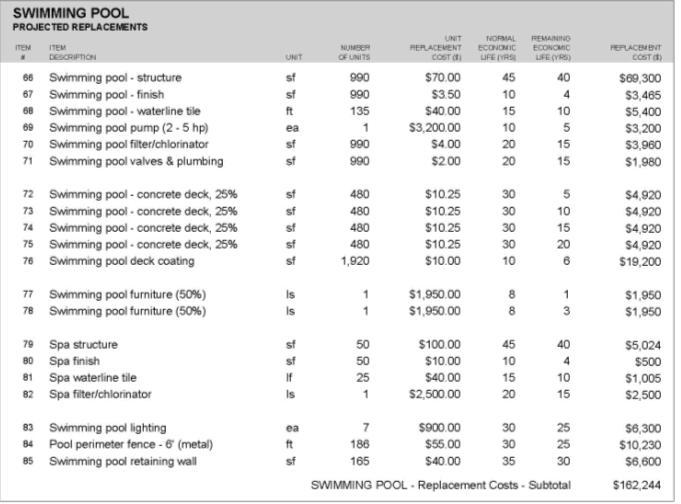 SWIMMING POOL
PROJECTED REPLACEMENTS
ITEM # ITEM DESCRIPTION UNIT NUMBER OF UNITS UNIT REPLACEMENT COST ($) NORMAL ECONOMIC LIFE (YRS) REMAINING ECONOMIC LIFE (YRS) REPLACEMENT COST ($)
66 Swimming pool - structure sf 990 $70.00 45 40 $69,300
67 Swimming pool - finish sf 990 $3.50 10 4 $3,465
68 Swimming pool - waterline tile ft 135 $40.00 15 10 $5,400
69 Swimming pool pump (2 - 5 hp) ea 1 $3,200.00 10 5 $3,200
70 Swimming pool filter/chlorinator sf 990 $4.00 20 15 $3,960
71 Swimming pool valves & plumbing sf 990 $2.00 20 15 $1,980
72 Swimming pool - concrete deck, 25% sf 480 $10.25 30 5 $4,920
73 Swimming pool - concrete deck, 25% sf 480 $10.25 30 10 $4,920
74 Swimming pool - concrete deck, 25% sf 480 $10.25 30 15 $4,920
75 Swimming pool - concrete deck, 25% sf 480 $10.25 30 20 $4,920
76 Swimming pool deck coating sf 1,920 $10.00 10 6 $19,200
77 Swimming pool furniture (50%) ls 1 $1,950.00 8 1 $1,950
78 Swimming pool furniture (50%) ls 1 $1,950.00 8 3 $1,950
79 Spa structure sf 50 $100.00 45 40 $5,024
80 Spa finish sf 50 $10.00 10 4 $500
81 Spa waterline tile lf 25 $40.00 15 10 $1,005
82 Spa filter/chlorinator ls 1 $2,500.00 20 15 $2,500
83 Swimming pool lighting ea 7 $900.00 30 25 $6,300
84 Pool perimeter fence - 6' (metal) ft 186 $55.00 30 25 $10,230
85 Swimming pool retaining wall sf 165 $40.00 35 30 $6,600
SWIMMING POOL - Replacement Costs - Subtotal $162,244